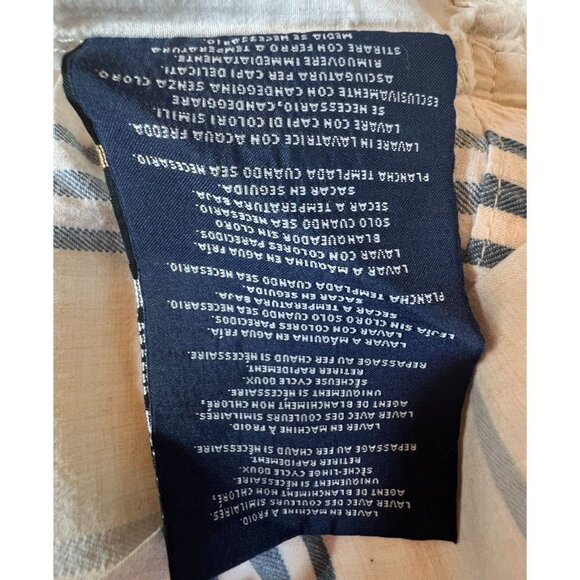 LAVER EN MACHINE
À FROID.
LAVER AVEC COULEURS SIMILAIRES.
AGENT DE BLANCHIMENT NON CHLORÉ,
UNIQUEMENT SI NÉCESSAIRE.
SÈCHE-LINGE CYCLE DOUX.
RETIRER RAPIDEMENT.
REPASSAGE AU FER CHAUD SI NÉCESSAIRE.
LAVER EN MACHINE À FROID.
LAVER AVEC DES COULEURS SIMILAIRES.
AGENT DE BLANCHIMENT NON CHLORÉ,
UNIQUEMENT SI NÉCESSAIRE.
SÉCHEUSE CYCLE DOUX.
RETIRER RAPIDEMENT.
REPASSAGE AU FER CHAUD SI NÉCESSAIRE.
LAVAR A MÁQUINA EN AGUA FRÍA.
LAVAR CON COLORES PARECIDOS.
LEJÍA SIN CLORO SOLO CUANDO SEA NECESARIO.
SECAR A TEMPERATURA BAJA.
SACAR EN SEGUIDA.
PLANCHA TEMPLADA CUANDO SEA NECESARIO.
LAVAR A MÁQUINA EN AGUA FRÍA.
LAVAR CON COLORES PARECIDOS.
BLANQUEADOR SIN CLORO
SOLO CUANDO SEA NECESARIO.
SECAR A TEMPERATURA BAJA.
SACAR EN SEGUIDA.
PLANCHA TEMPLADA CUANDO SEA NECESARIO.
LAVARE IN LAVATRICE CON ACQUA FREDDA.
LAVARE CON CAPI DI COLORI SIMILI.
SE NECESSARIO, CANDEGGIARE
ESCLUSIVAMENTE CON CANDEGGINA SENZA CLORO.
ASCIUGATURA PER CAPI DELICATI.
RIMUOVERE IMMEDIATAMENTE.
STIRARE CON FERRO A TEMPERATURA
MEDIA SE NECESSARIO.